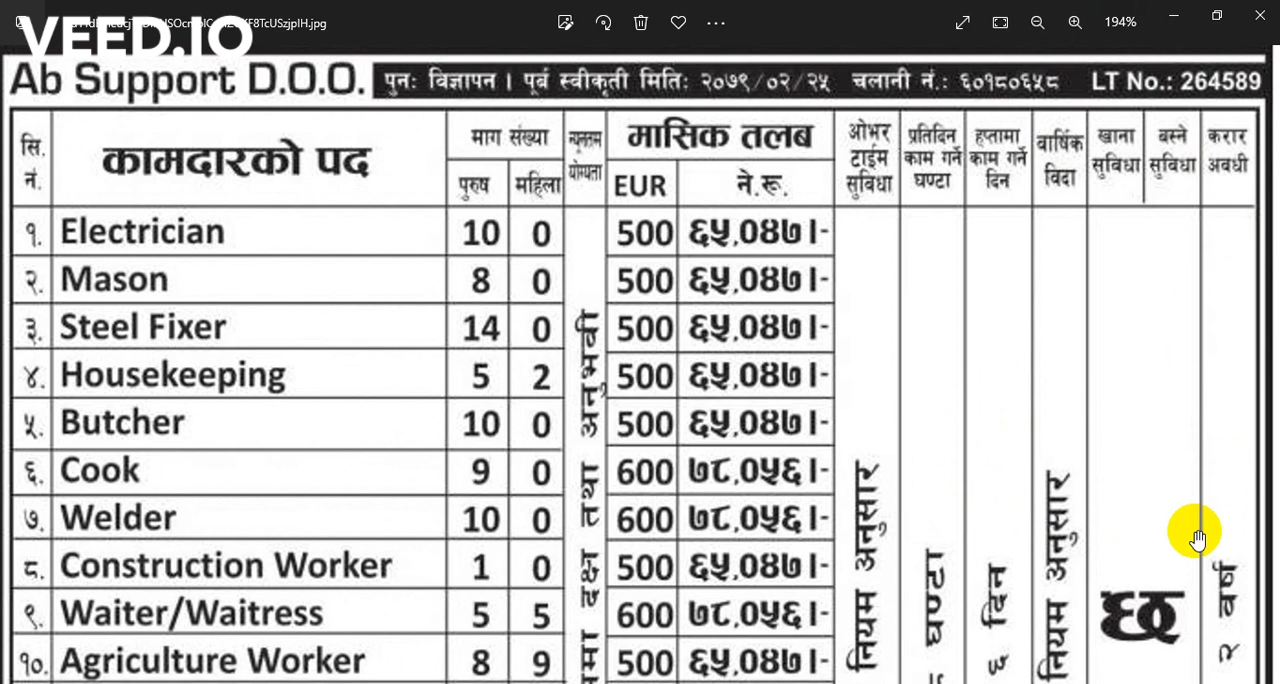 194%
VEED.IO
Ab Support D.O.O. पुनः विज्ञापन । पूर्व स्वीकृती मितिः २०७९/०२/२५ चलानी नं.: ६०१८०६५८ LT No.: 264589
सि. नं. कामदारको पद माग संख्या न्यूनतम योग्यता मासिक तलब ओभर टाईम सुविधा प्रतिदिन काम गर्ने घण्टा हप्तामा काम गर्ने दिन वार्षिक विदा खाना सुविधा बस्ने सुविधा करार अवधी
पुरुष महिला EUR ने.रू.
१. Electrician 10 0 500 ६५,०४७।-
२. Mason 8 0 500 ६५,०४७।-
३. Steel Fixer 14 0 500 ६५,०४७।-
४. Housekeeping 5 2 500 ६५,०४७।-
५. Butcher 10 0 500 ६५,०४७।-
६. Cook 9 0 600 ७८,०५६।-
७. Welder 10 0 600 ७८,०५६।-
८. Construction Worker 1 0 500 ६५,०४७।-
९. Waiter/Waitress 5 5 600 ७८,०५६।-
१०. Agriculture Worker 8 9 500 ६५,०४७।-
दक्ष तथा अनुभवी
नियम अनुसार
घण्टा
६ दिन
नियम अनुसार
छ
२ वर्ष